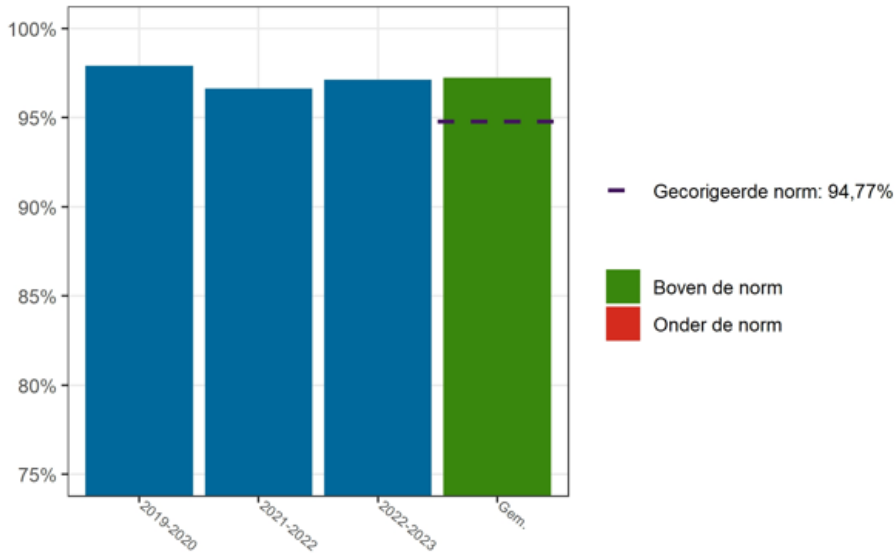 100%
95%
90%
85%
80%
75%
2019-2020
2021-2022
2022-2023
Gem.
Gecorigeerde norm: 94,77%
Boven de norm
Onder de norm